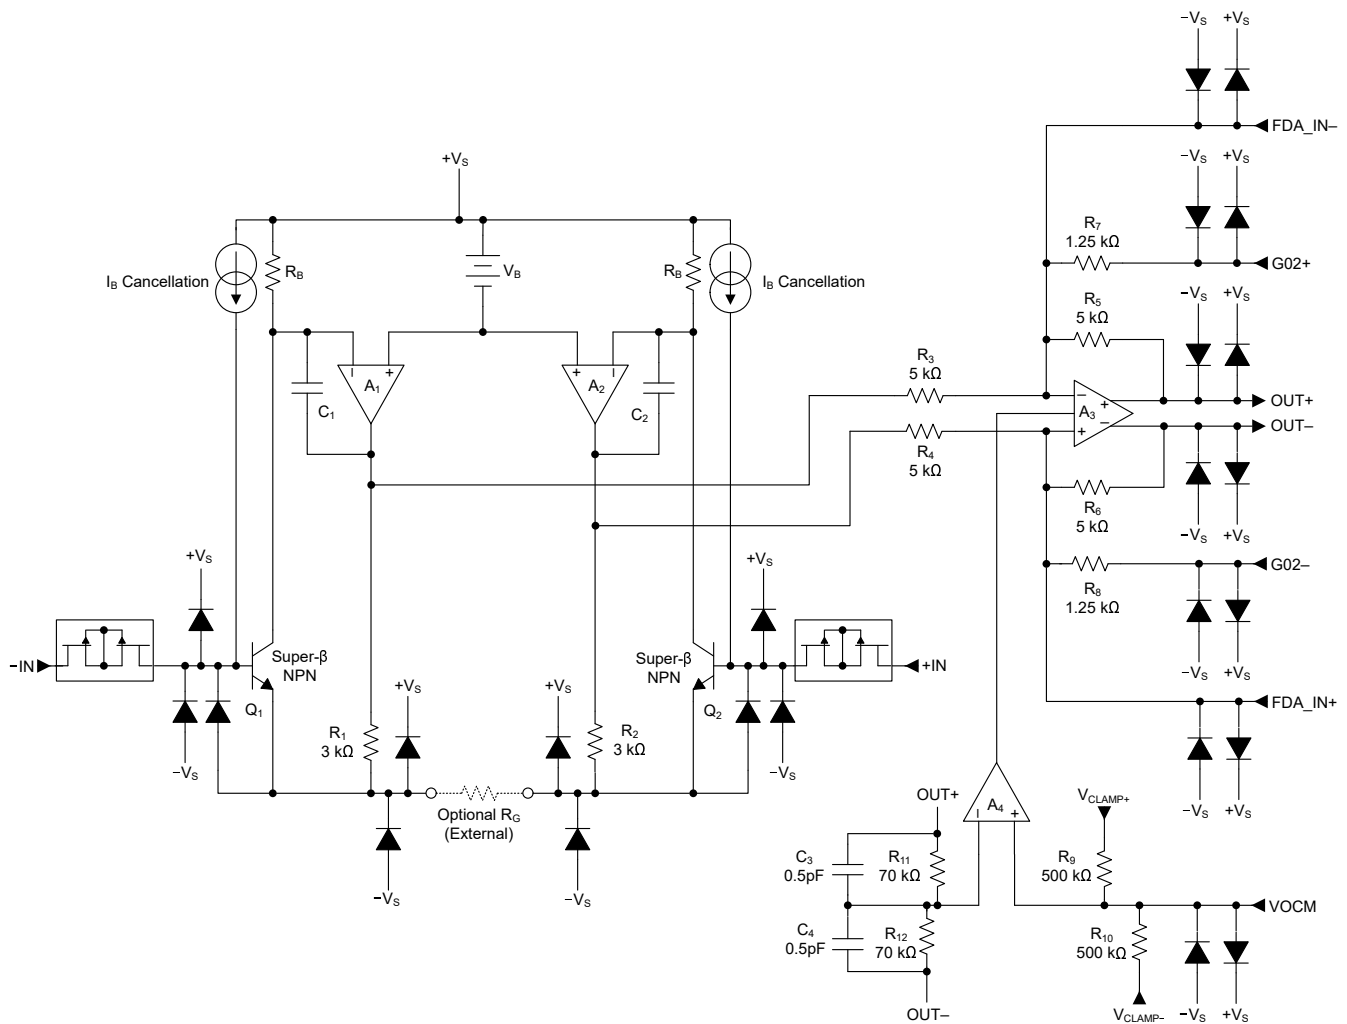 −VS +VS
FDA_IN–
−VS +VS
R7
1.25 kΩ
G02+
−VS +VS
R5
5 kΩ
+VS
IB Cancellation
RB
VB
RB
IB Cancellation
− +
A1
+ −
A2
C1
C2
R3
5 kΩ
R4
5 kΩ
−
+
A3
+
−
OUT+
OUT–
R6
5 kΩ
−VS +VS
G02–
R8
1.25 kΩ
−VS +VS
FDA_IN+
−VS +VS
+VS
−IN
Super-β
NPN
Q1
−VS
+VS
Super-β
NPN
Q2
+IN
−VS
R1
3 kΩ
+VS
+VS
R2
3 kΩ
Optional RG
(External)
−VS
−VS
OUT+
A4
− +
VCLAMP+
C3
0.5pF
R11
70 kΩ
R9
500 kΩ
VOCM
C4
0.5pF
R12
70 kΩ
R10
500 kΩ
OUT–
VCLAMP-
−VS +VS